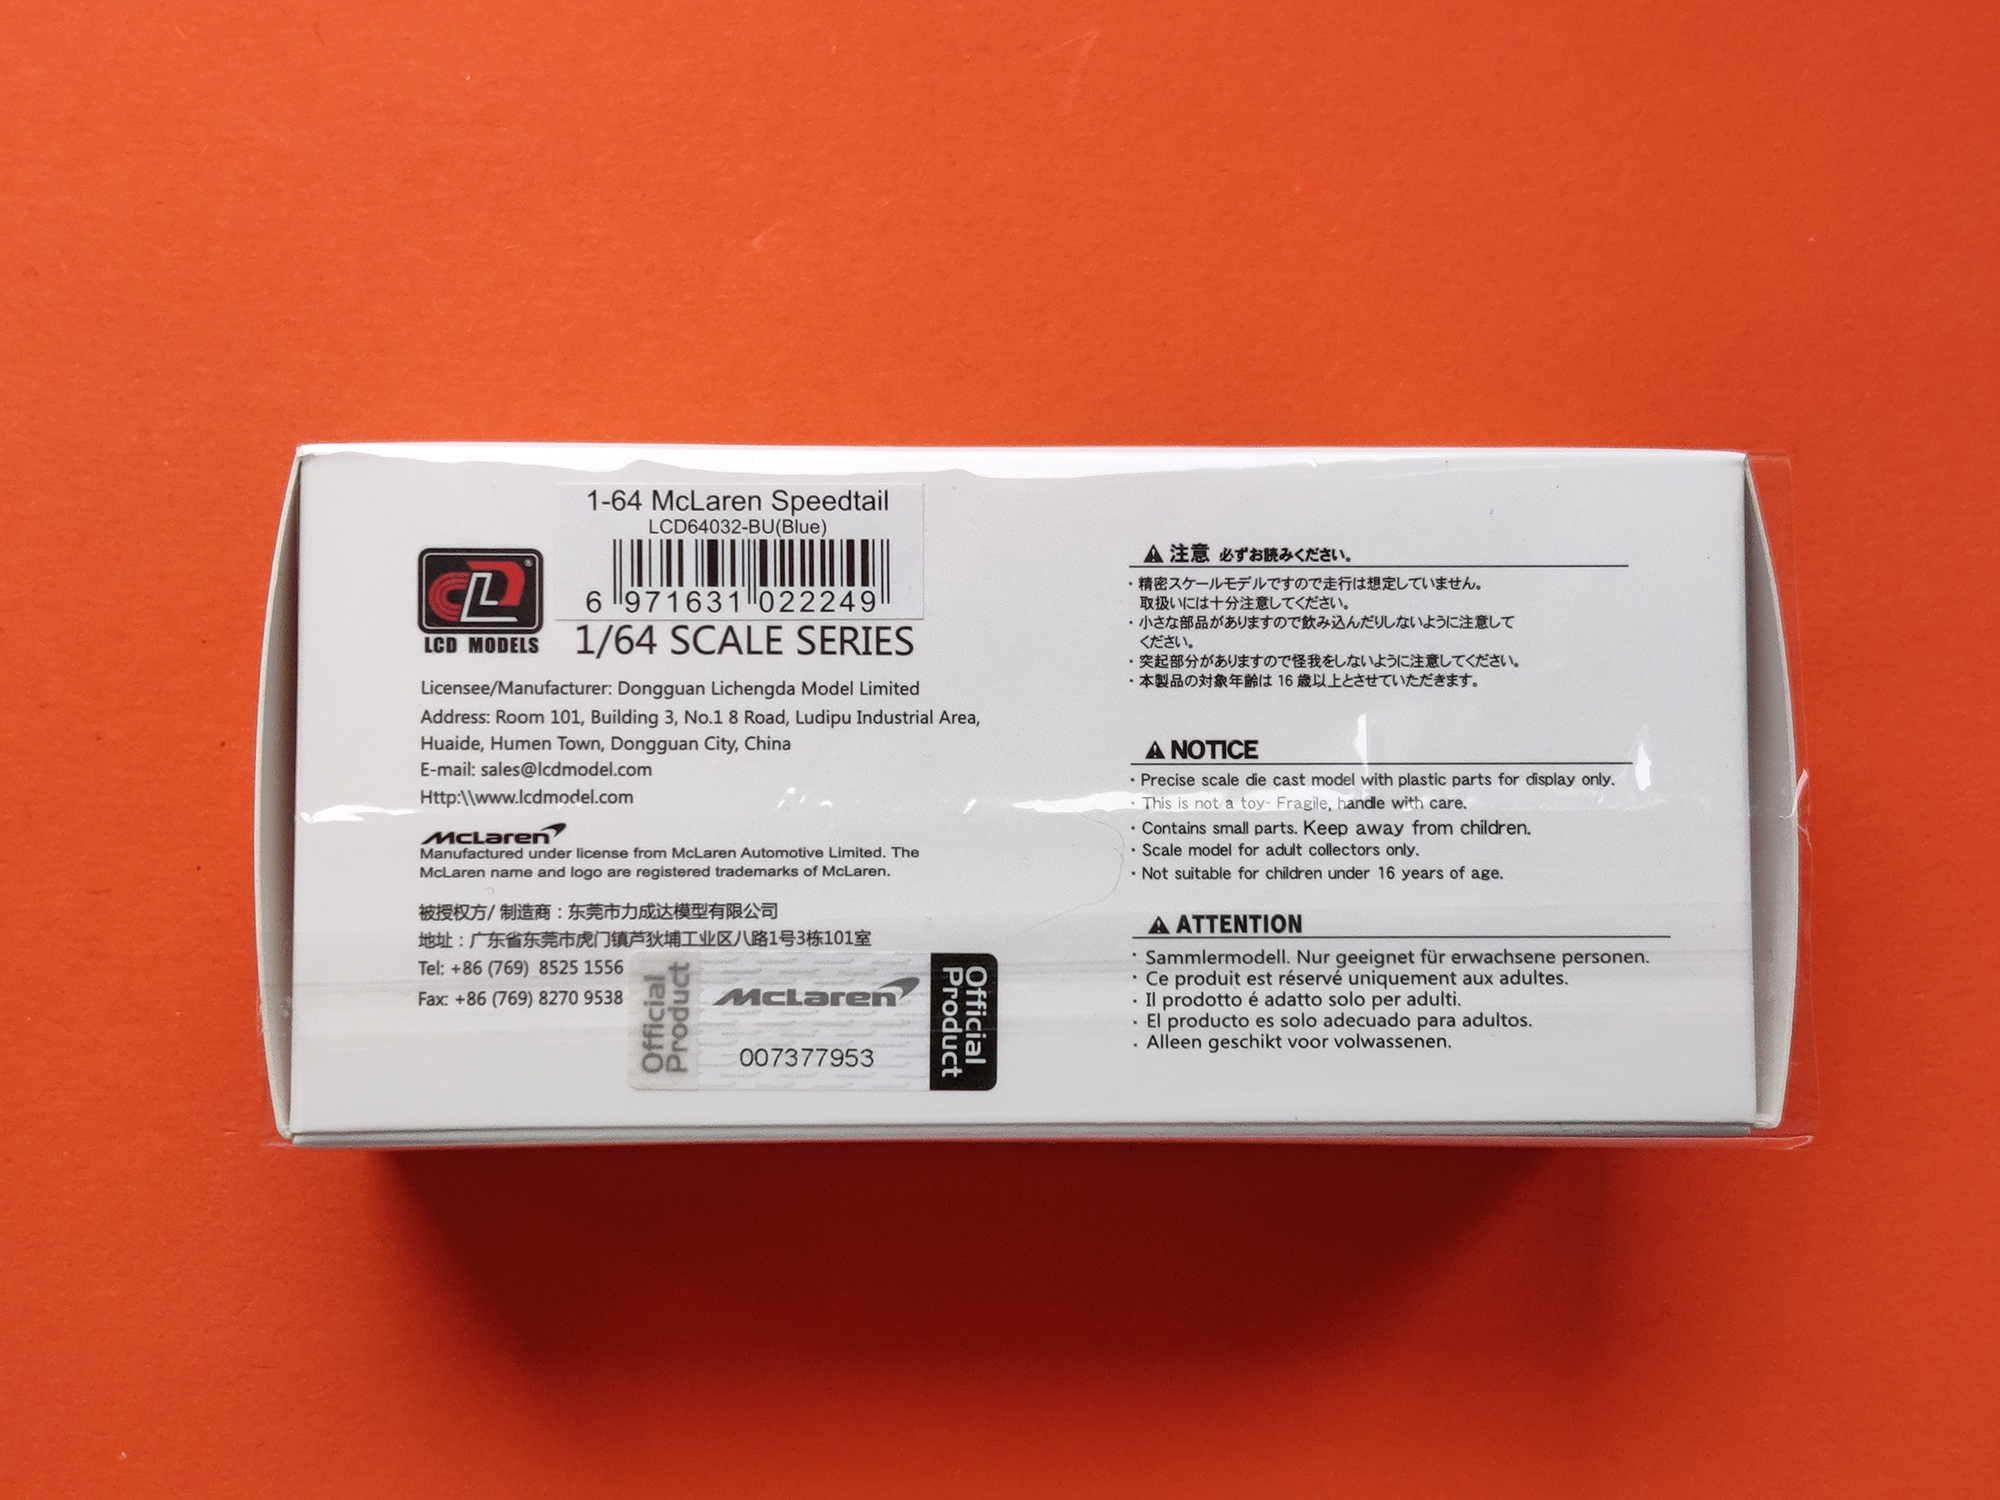 1-64 McLaren Speedtail
LCD64032-BU(Blue)
6 971631 022249
LCD MODELS
1/64 SCALE SERIES
Licensee/Manufacturer: Dongguan Lichengda Model Limited
Address: Room 101, Building 3, No.1 8 Road, Ludipu Industrial Area,
Huaide, Humen Town, Dongguan City, China
E-mail: sales@lcdmodel.com
Http:\\www.lcdmodel.com
McLaren
Manufactured under license from McLaren Automotive Limited. The
McLaren name and logo are registered trademarks of McLaren.
被授权方/ 制造商：东莞市力成达模型有限公司
地址：广东省东莞市虎门镇芦狄埔工业区八路1号3栋101室
Tel: +86 (769) 8525 1556
Fax: +86 (769) 8270 9538
Official
Product
McLaren
007377953
Official
Product
注意 必ずお読みください。
・精密スケールモデルですので走行は想定していません。
取扱いには十分注意してください。
・小さな部品がありますので飲み込んだりしないように注意して
ください。
・突起部分がありますので怪我をしないように注意してください。
・本製品の対象年齢は 16 歳以上とさせていただきます。
NOTICE
・Precise scale die cast model with plastic parts for display only.
・This is not a toy- Fragile, handle with care.
・Contains small parts. Keep away from children.
・Scale model for adult collectors only.
・Not suitable for children under 16 years of age.
ATTENTION
・Sammlermodell. Nur geeignet für erwachsene personen.
・Ce produit est réservé uniquement aux adultes.
・Il prodotto é adatto solo per adulti.
・El producto es solo adecuado para adultos.
・Alleen geschikt voor volwassenen.